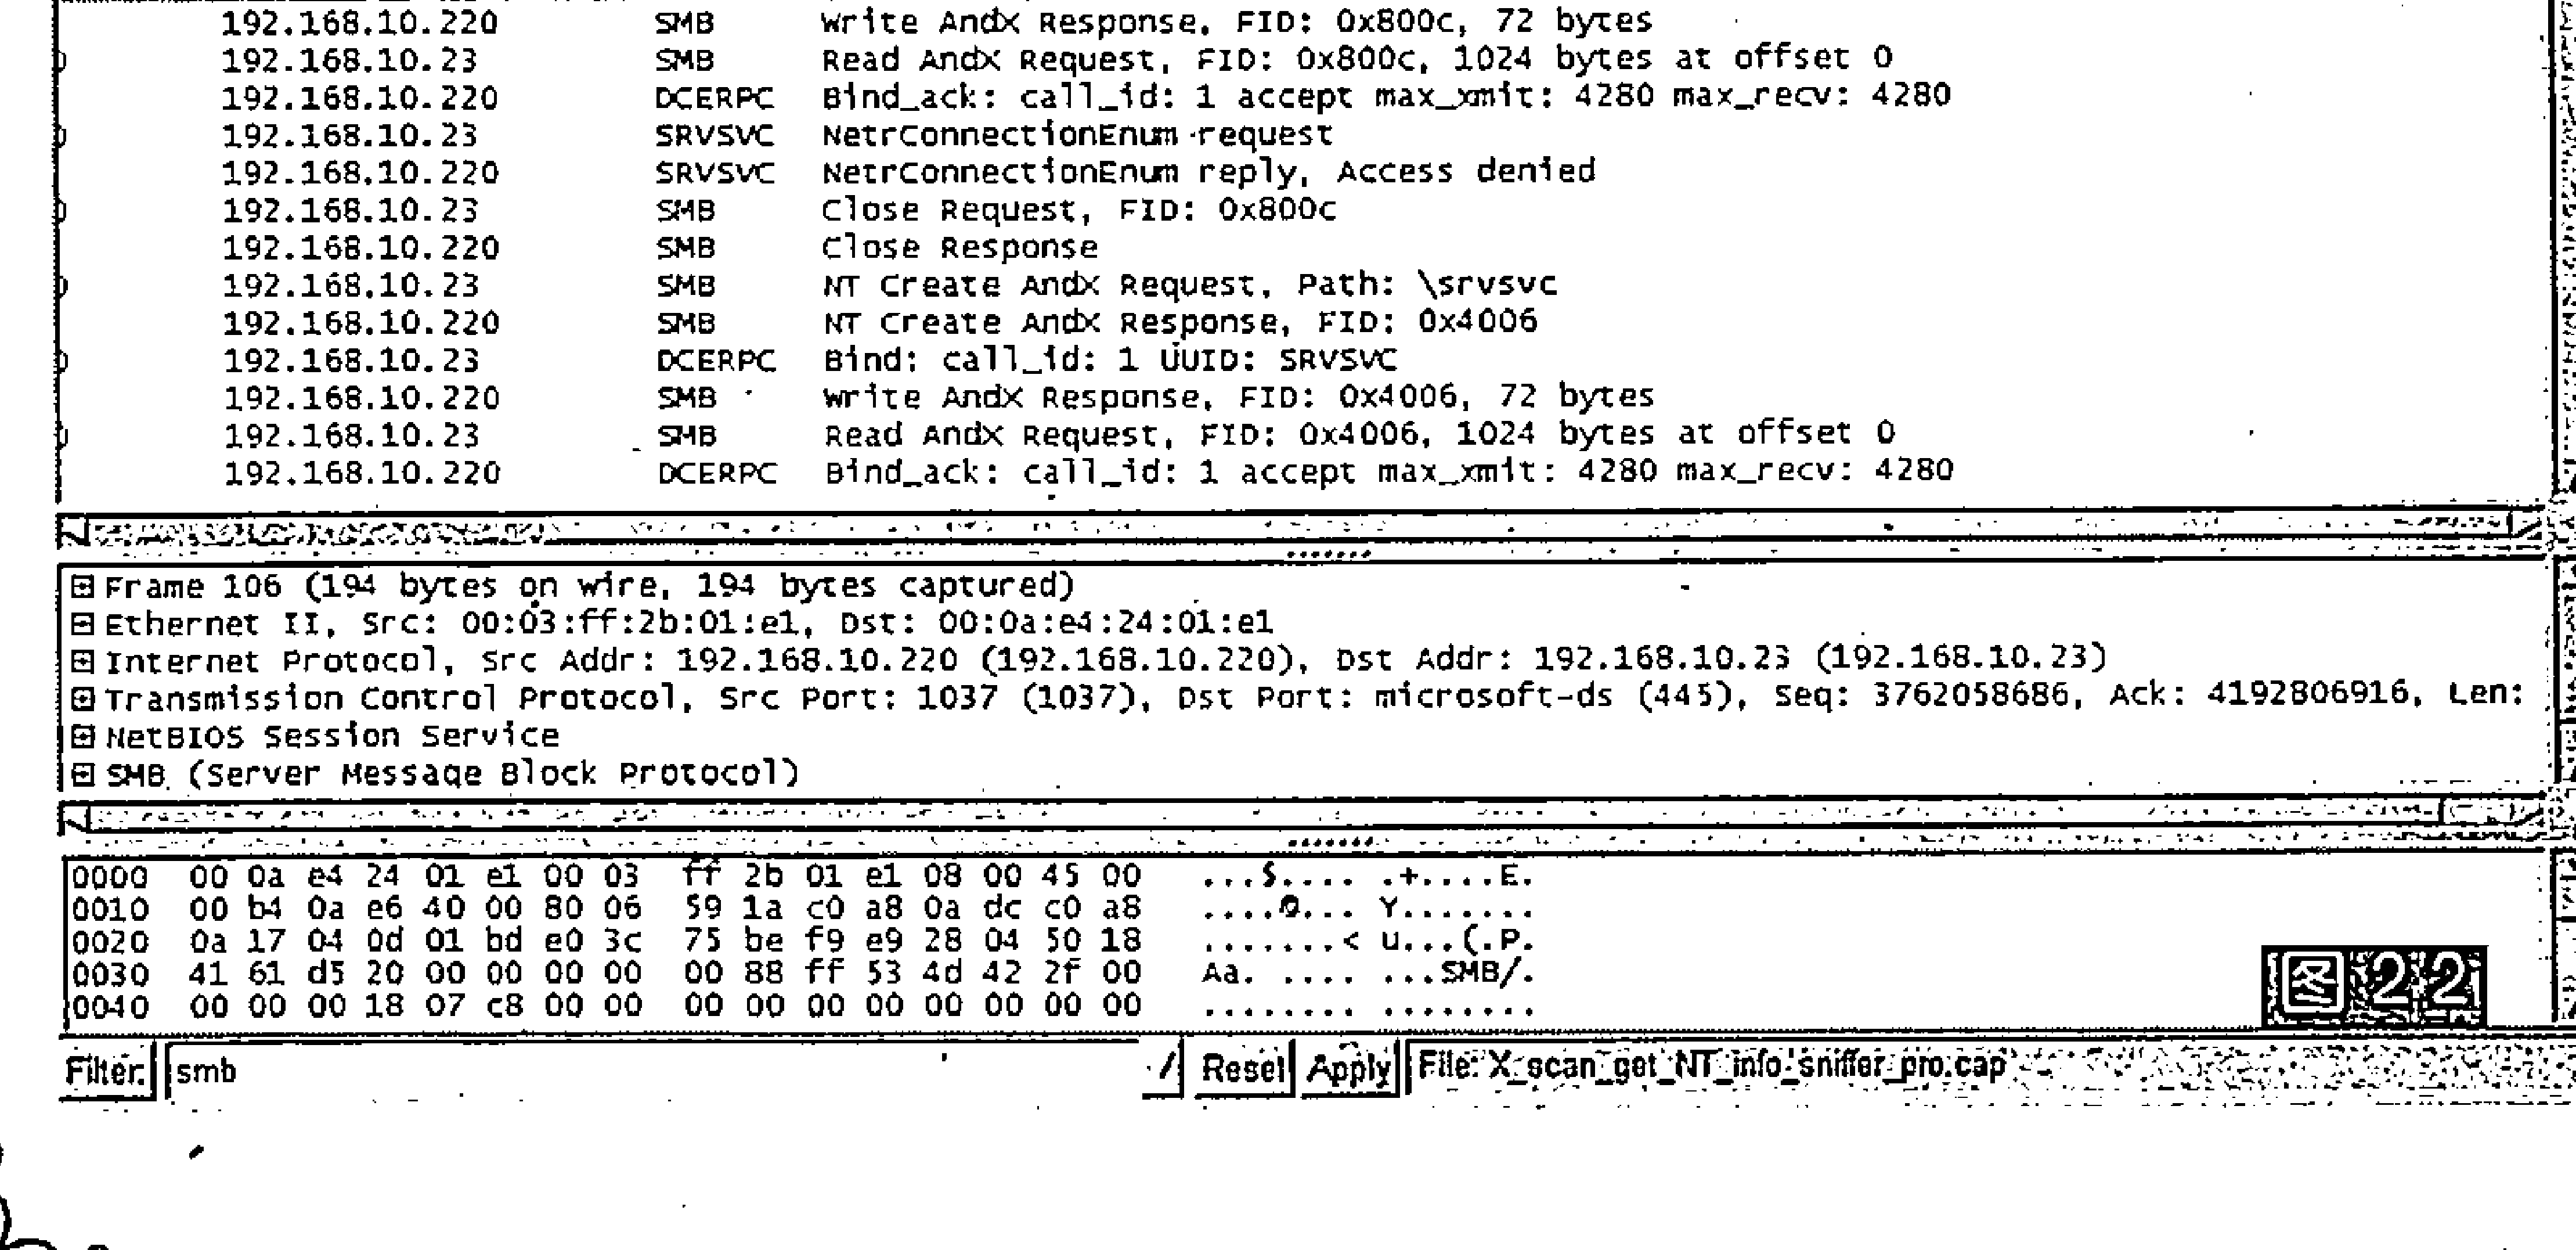 192.168.10.220 SMB Write AndX Response, FID: 0x800c, 72 bytes
192.168.10.23 SMB Read AndX Request, FID: 0x800c, 1024 bytes at offset 0
192.168.10.220 DCERPC Bind_ack: call_id: 1 accept max_xmit: 4280 max_recv: 4280
192.168.10.23 SRVSVC NetrConnectionEnum request
192.168.10.220 SRVSVC NetrConnectionEnum reply, Access denied
192.168.10.23 SMB Close Request, FID: 0x800c
192.168.10.220 SMB Close Response
192.168.10.23 SMB NT Create AndX Request, Path: \srvsvc
192.168.10.220 SMB NT Create AndX Response, FID: 0x4006
192.168.10.23 DCERPC Bind: call_id: 1 UUID: SRVSVC
192.168.10.220 SMB Write AndX Response, FID: 0x4006, 72 bytes
192.168.10.23 SMB Read AndX Request, FID: 0x4006, 1024 bytes at offset 0
192.168.10.220 DCERPC Bind_ack: call_id: 1 accept max_xmit: 4280 max_recv: 4280
Frame 106 (194 bytes on wire, 194 bytes captured)
Ethernet II, Src: 00:03:ff:2b:01:e1, Dst: 00:0a:e4:24:01:e1
Internet Protocol, Src Addr: 192.168.10.220 (192.168.10.220), Dst Addr: 192.168.10.23 (192.168.10.23)
Transmission Control Protocol, Src Port: 1037 (1037), Dst Port: microsoft-ds (445), Seq: 3762058686, Ack: 4192806916, Len:
NetBIOS Session Service
SMB (Server Message Block Protocol)
0000 00 0a e4 24 01 e1 00 03 ff 2b 01 e1 08 00 45 00 ...$.... .+....E.
0010 00 b4 0a e6 40 00 80 06 59 1a c0 a8 0a dc c0 a8 ....@... Y.......
0020 0a 17 04 0d 01 bd e0 3c 75 be f9 e9 28 04 50 18 .......< u...(.P.
0030 41 61 d5 20 00 00 00 00 00 88 ff 53 4d 42 2f 00 Aa. .... ...SMB/.
0040 00 00 00 18 07 c8 00 00 00 00 00 00 00 00 00 00 ........ ........
图22
Filter: smb / Reset Apply File: X_scan_get_NT_info_sniffer_pro.cap